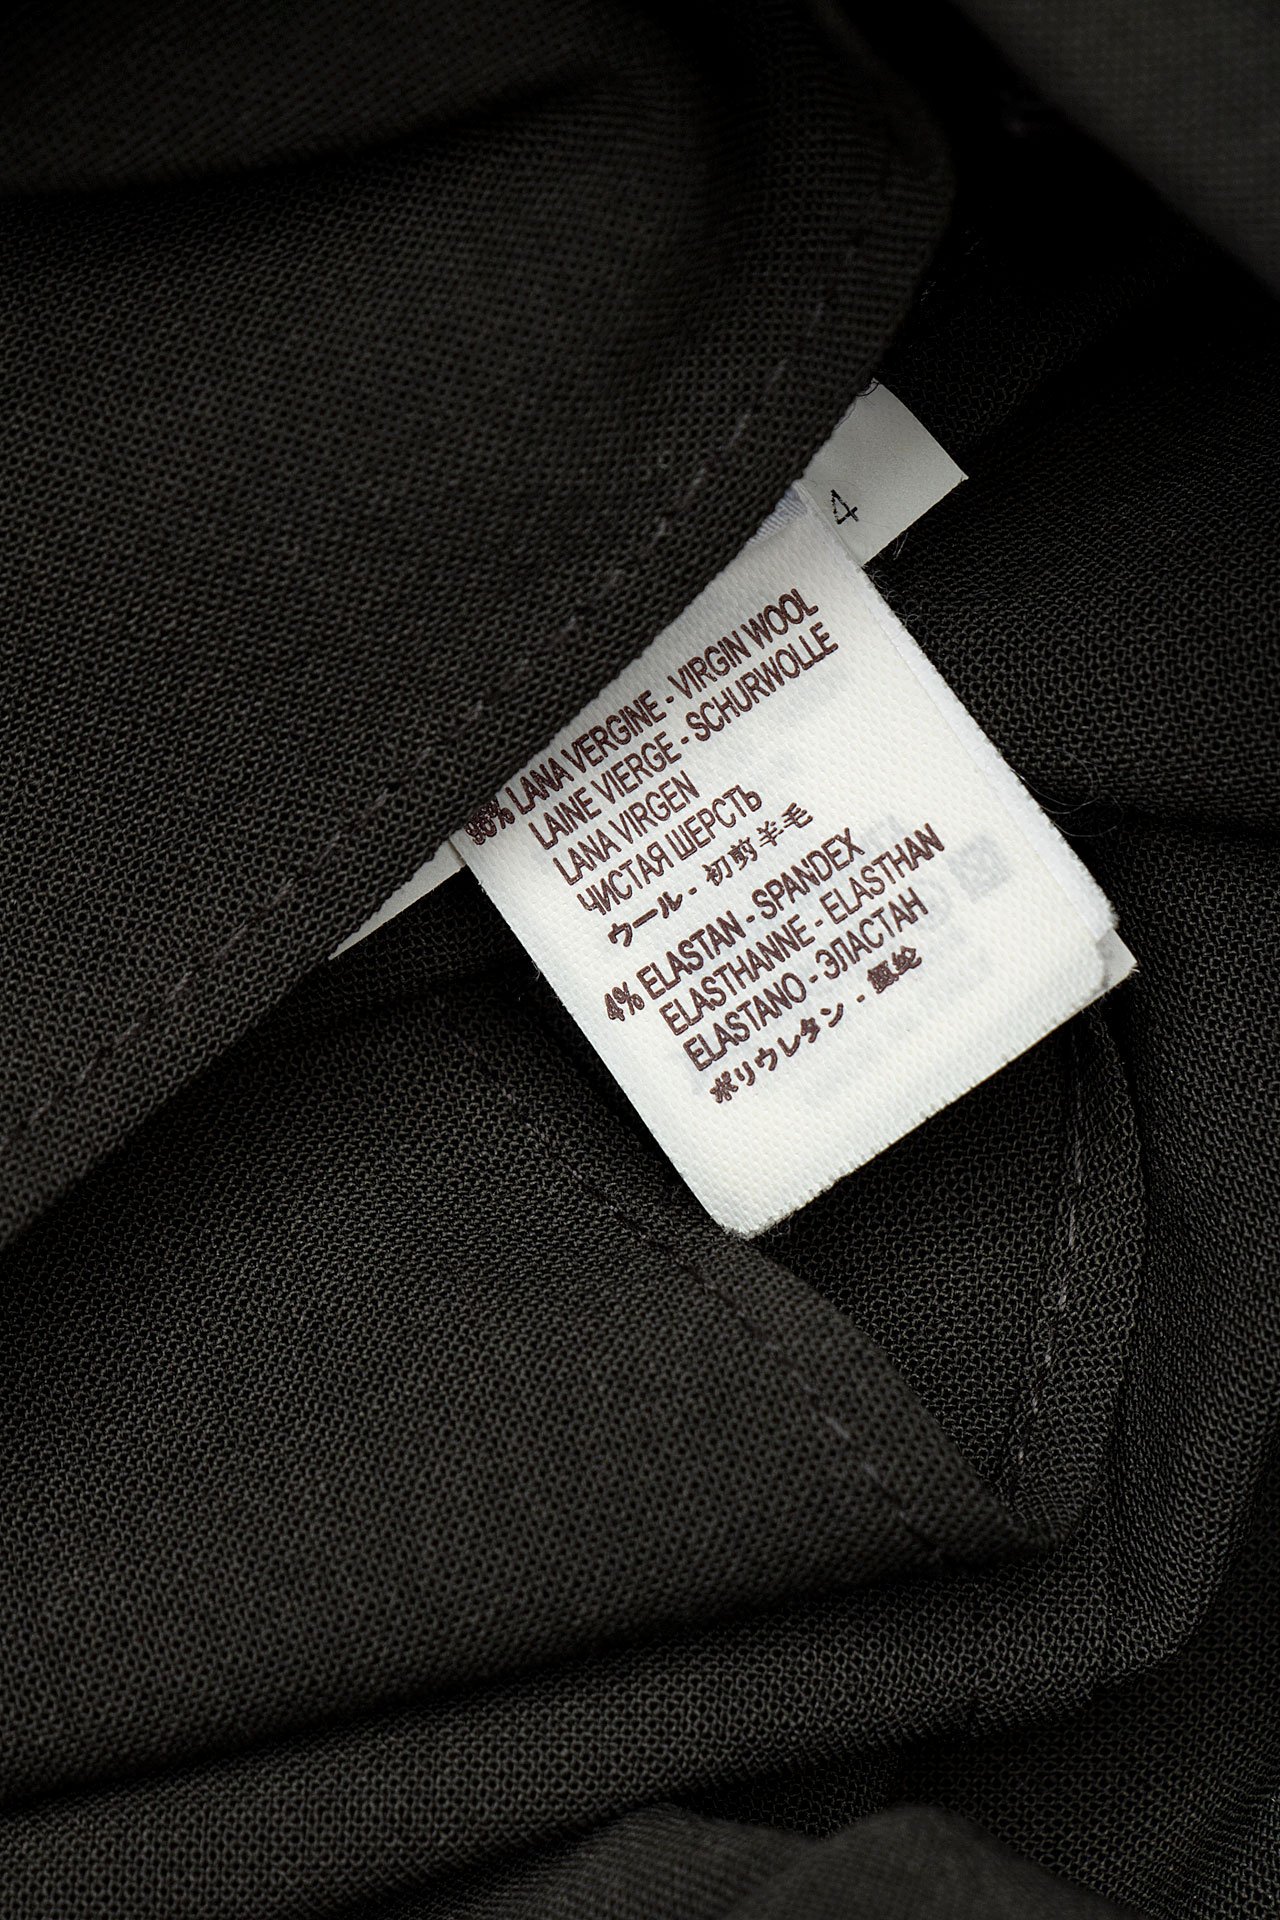 4
96% LANA VERGINE - VIRGIN WOOL
LAINE VIERGE - SCHURWOLLE
LANA VIRGEN
ЧИСТАЯ ШЕРСТЬ
ウール - 初剪羊毛
4% ELASTAN - SPANDEX
ELASTHANNE - ELASTHAN
ELASTANO - ЭЛАСТАН
ポリウレタン - 氨纶